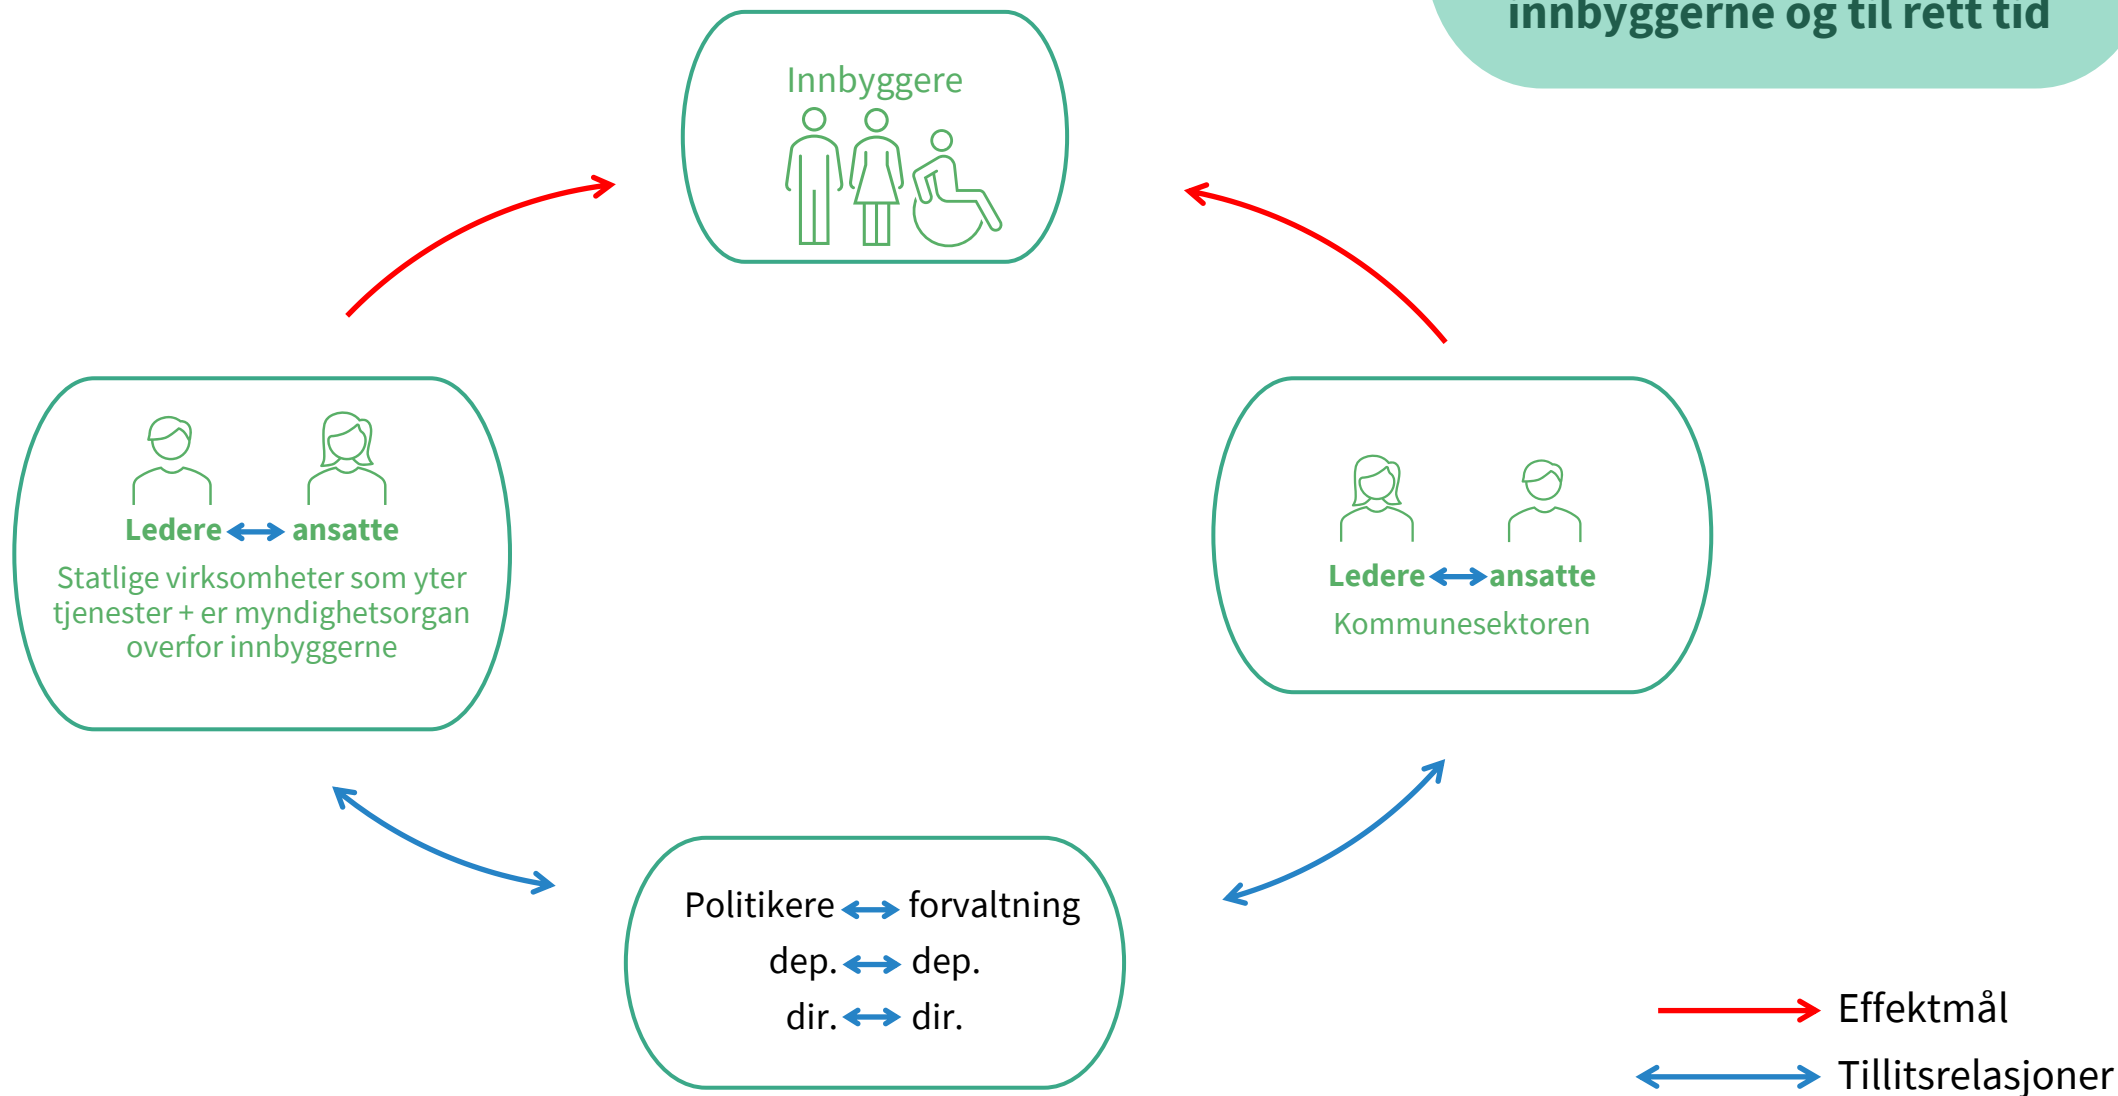 innbyggerne og til rett tid
Innbyggere
Ledere ansatte
Statlige virksomheter som yter
tjenester + er myndighetsorgan
overfor innbyggerne
Ledere ansatte
Kommunesektoren
Politikere forvaltning
dep. dep.
dir. dir.
Effektmål
Tillitsrelasjoner